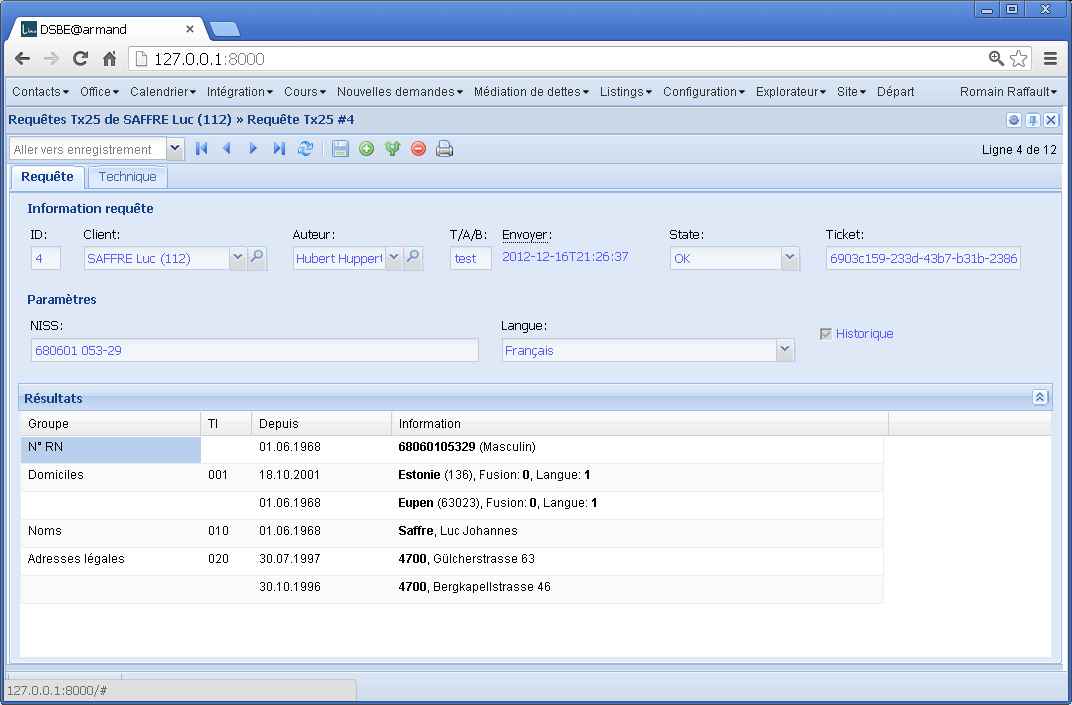 DSBE@armand
127.0.0.1:8000
Contacts Office Calendrier Intégration Cours Nouvelles demandes Médiation de dettes Listings Configuration Explorateur Site Départ Romain Raffault
Requêtes Tx25 de SAFFRE Luc (112) » Requête Tx25 #4
Aller vers enregistrement Ligne 4 de 12
Requête Technique
Information requête
ID: Client: Auteur: T/A/B: Envoyer: State: Ticket:
4 SAFFRE Luc (112) Hubert Huppert test 2012-12-16T21:26:37 OK 6903c159-233d-43b7-b31b-2386
Paramètres
NISS: Langue:
680601 053-29 Français Historique
Résultats
Groupe TI Depuis Information
N° RN 01.06.1968 68060105329 (Masculin)
Domiciles 001 18.10.2001 Estonie (136), Fusion: 0, Langue: 1
01.06.1968 Eupen (63023), Fusion: 0, Langue: 1
Noms 010 01.06.1968 Saffre, Luc Johannes
Adresses légales 020 30.07.1997 4700, Gülcherstrasse 63
30.10.1996 4700, Bergkapellstrasse 46
127.0.0.1:8000/#